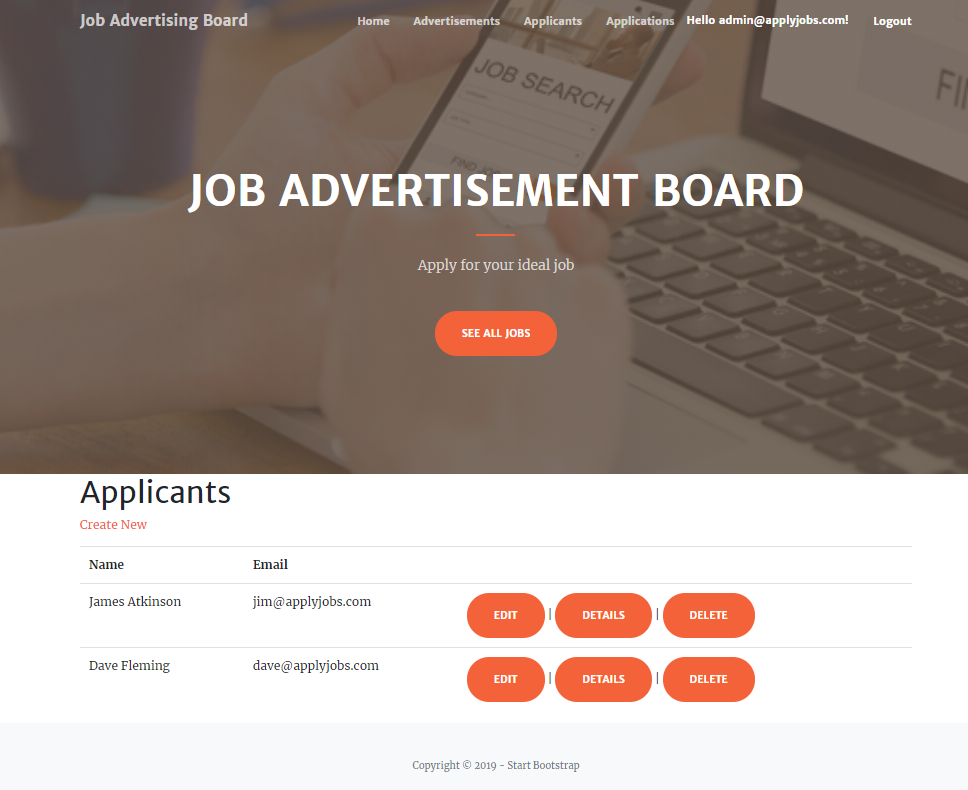 Job Advertising Board Home Advertisements Applicants Applications Hello admin@applyjobs.com! Logout
JOB SEARCH
JOB ADVERTISEMENT BOARD
Apply for your ideal job
SEE ALL JOBS
Applicants
Create New
Name Email
James Atkinson jim@applyjobs.com EDIT | DETAILS | DELETE
Dave Fleming dave@applyjobs.com EDIT | DETAILS | DELETE
Copyright © 2019 - Start Bootstrap